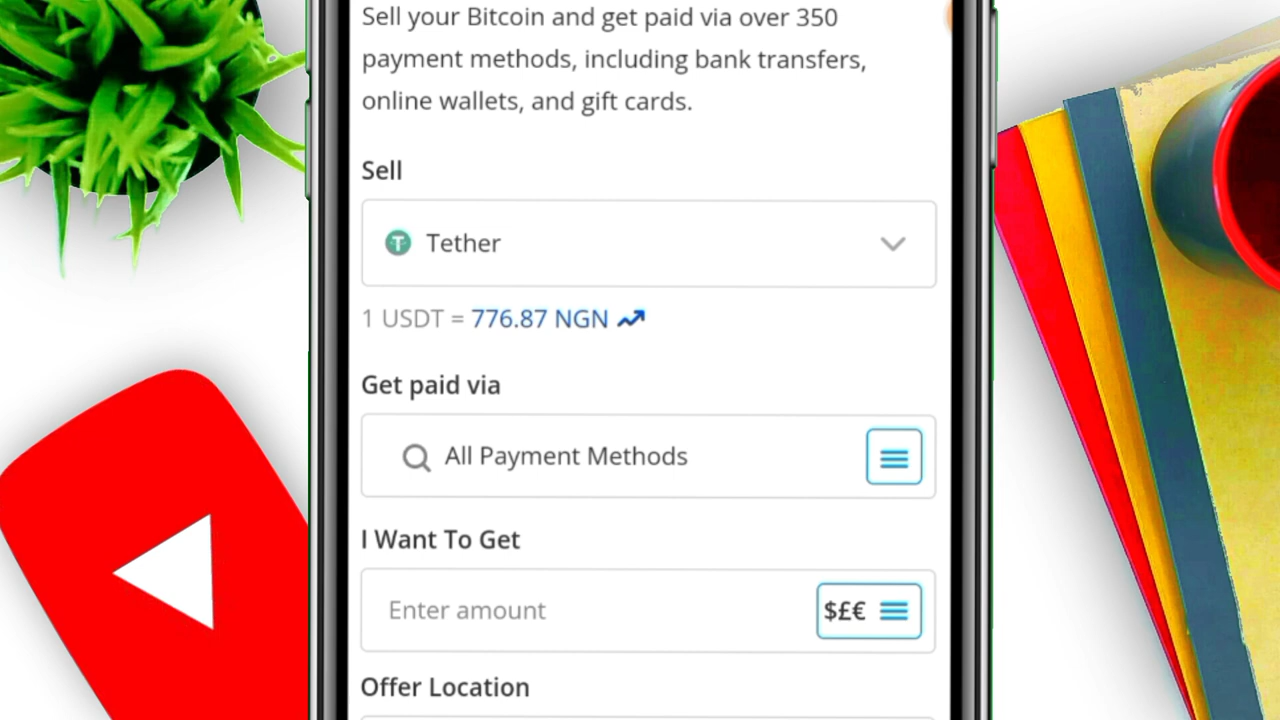 Sell your Bitcoin and get paid via over 350
payment methods, including bank transfers,
online wallets, and gift cards.
Sell
Tether
1 USDT = 776.87 NGN
Get paid via
All Payment Methods
I Want To Get
Enter amount
$£€
Offer Location